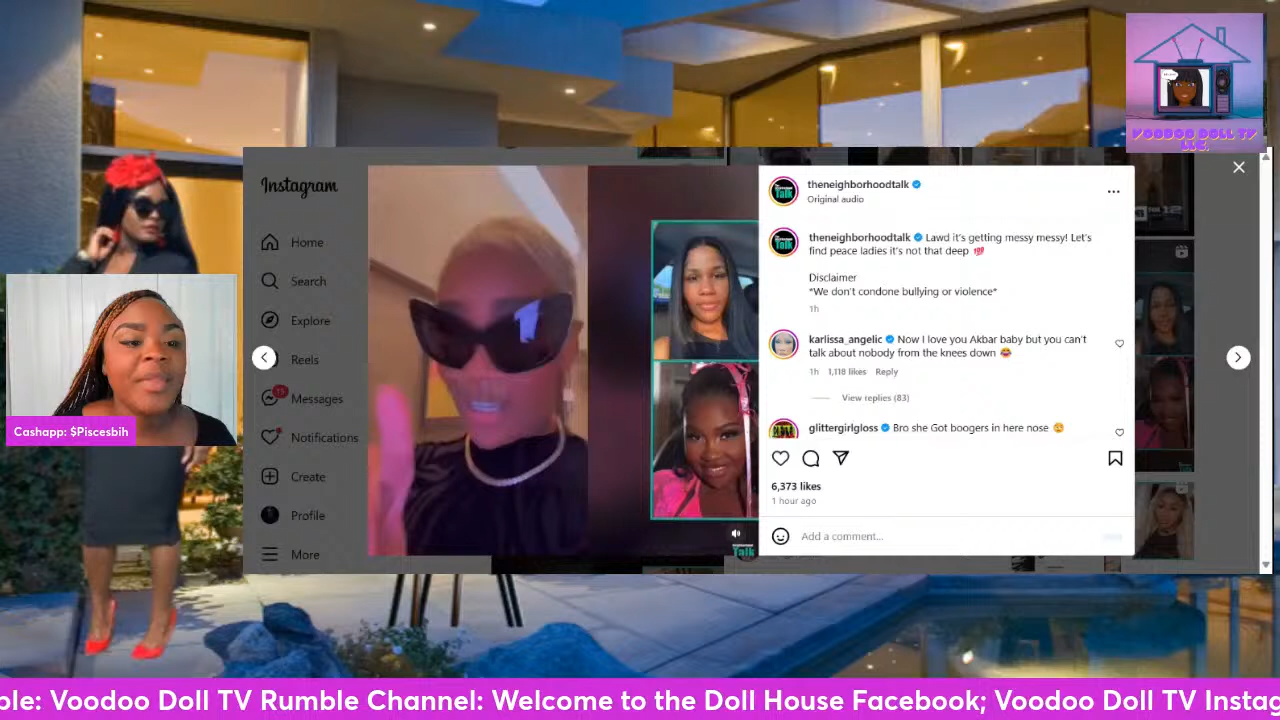 VOODOO DOLL TV
LLC.
Instagram
Home
Search
Explore
Reels
15
Messages
Notifications
Create
Profile
More
Talk
theneighborhoodtalk
Original audio
theneighborhoodtalk Lawd it's getting messy messy! Let's
find peace ladies it's not that deep 💯
Disclaimer
*We don't condone bullying or violence*
1h
karlissa_angelic Now I love you Akbar baby but you can't
talk about nobody from the knees down 😂
1h 1,118 likes Reply
View replies (83)
glittergirlgloss Bro she Got boogers in here nose 😩
6,373 likes
1 hour ago
Add a comment...
Cashapp: $Piscesbih
ble: Voodoo Doll TV Rumble Channel: Welcome to the Doll House Facebook; Voodoo Doll TV Instag